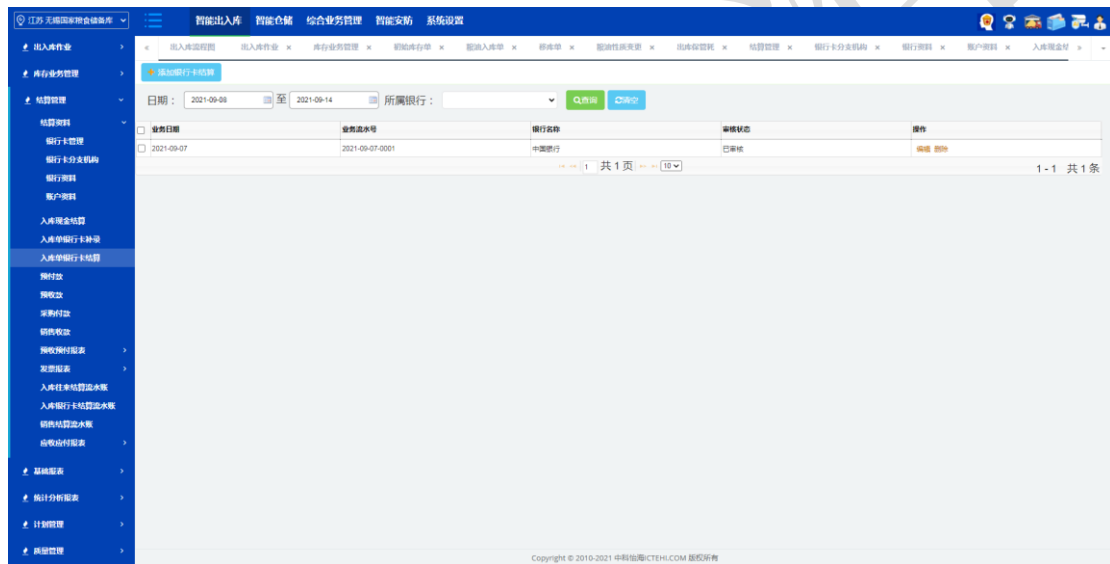 江苏 无锡国家粮食储备库
智能出入库 智能仓储 综合业务管理 智能安防 系统设置
出入库作业
库存业务管理
结算管理
结算资料
银行卡管理
银行卡分支机构
银行资料
账户资料
入库现金结算
入库单银行卡补录
入库单银行卡结算
预付款
预收款
采购付款
销售收款
预收预付报表
发票报表
入库往来结算流水账
入库银行卡结算流水账
销售结算流水账
应收应付报表
基础报表
统计分析报表
计划管理
质量管理
« 出入库流程图 出入库作业 × 库存业务管理 × 初始库存单 × 粮油入库单 × 移库单 × 粮油性质变更 × 出库保管耗 × 结算管理 × 银行卡分支机构 × 银行资料 × 账户资料 × 入库现金结 »
添加银行卡结算
日期： 2021-09-08 至 2021-09-14 所属银行： 查询 清空
业务日期 业务流水号 银行名称 审核状态 操作
2021-09-07 2021-09-07-0001 中国银行 已审核 编辑 删除
1 共1页 10
1-1 共1条
Copyright © 2010-2021 中科怡海ICTEHI.COM 版权所有